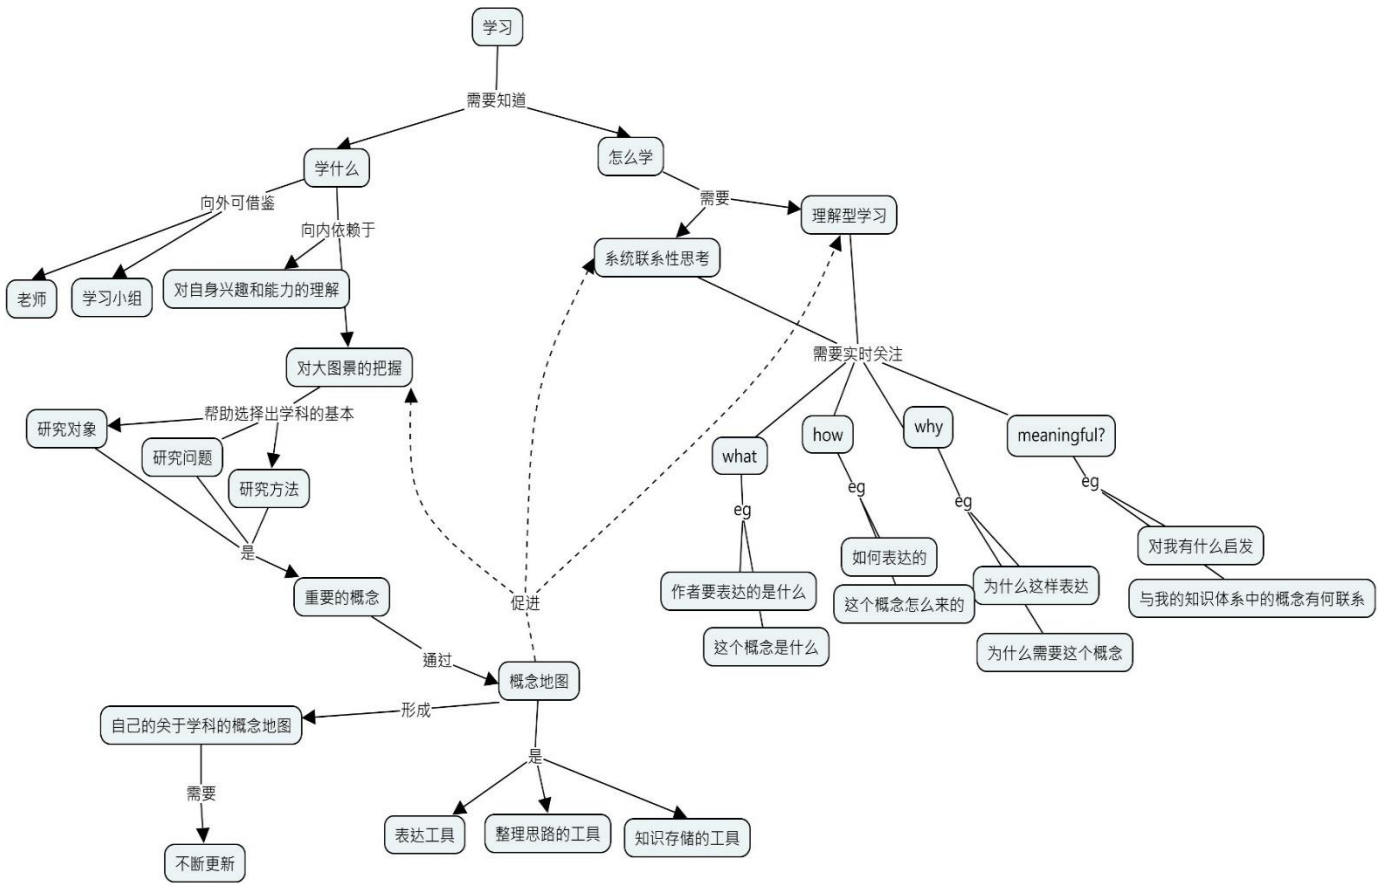 学习
需要知道
学什么
怎么学
向外可借鉴
需要
理解型学习
向内依赖于
系统联系性思考
老师
学习小组
对自身兴趣和能力的理解
需要实时关注
对大图景的把握
帮助选择出学科的基本
研究对象
研究问题
研究方法
what
how
why
meaningful?
eg
eg
eg
eg
是
对我有什么启发
如何表达的
作者要表达的是什么
为什么这样表达
与我的知识体系中的概念有何联系
重要的概念
促进
这个概念怎么来的
这个概念是什么
为什么需要这个概念
通过
概念地图
形成
自己的关于学科的概念地图
是
需要
表达工具
整理思路的工具
知识存储的工具
不断更新